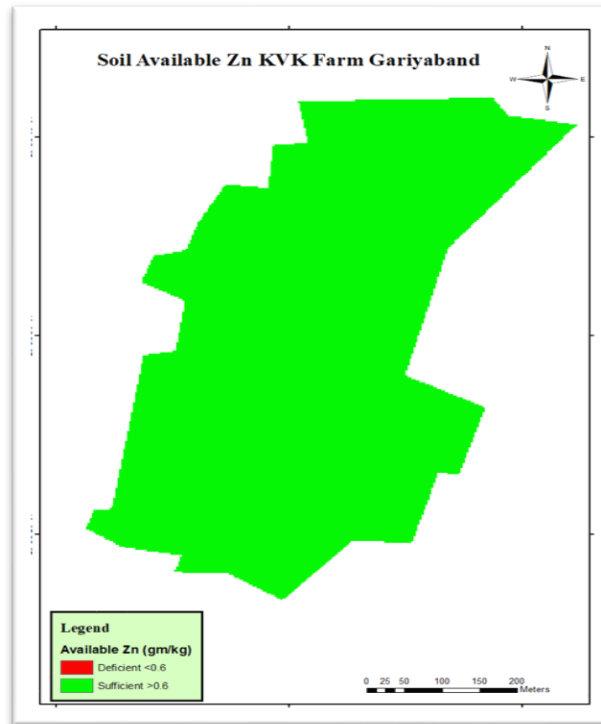 Soil Available Zn KVK Farm Gariyaband
N
W E
S
Legend
Available Zn (gm/kg)
Deficient <0.6
Sufficient >0.6
0 25 50 100 150 200
Meters